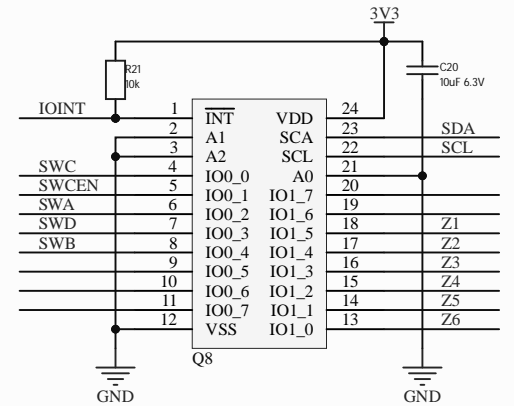 3V3
R21
10k
C20
10uF 6.3V
IOINT 1 INT VDD 24
2 A1 SCA 23 SDA
3 A2 SCL 22 SCL
SWC 4 IO0_0 A0 21
SWCEN 5 IO0_1 IO1_7 20
SWA 6 IO0_2 IO1_6 19
SWD 7 IO0_3 IO1_5 18 Z1
SWB 8 IO0_4 IO1_4 17 Z2
9 IO0_5 IO1_3 16 Z3
10 IO0_6 IO1_2 15 Z4
11 IO0_7 IO1_1 14 Z5
12 VSS IO1_0 13 Z6
Q8
GND GND